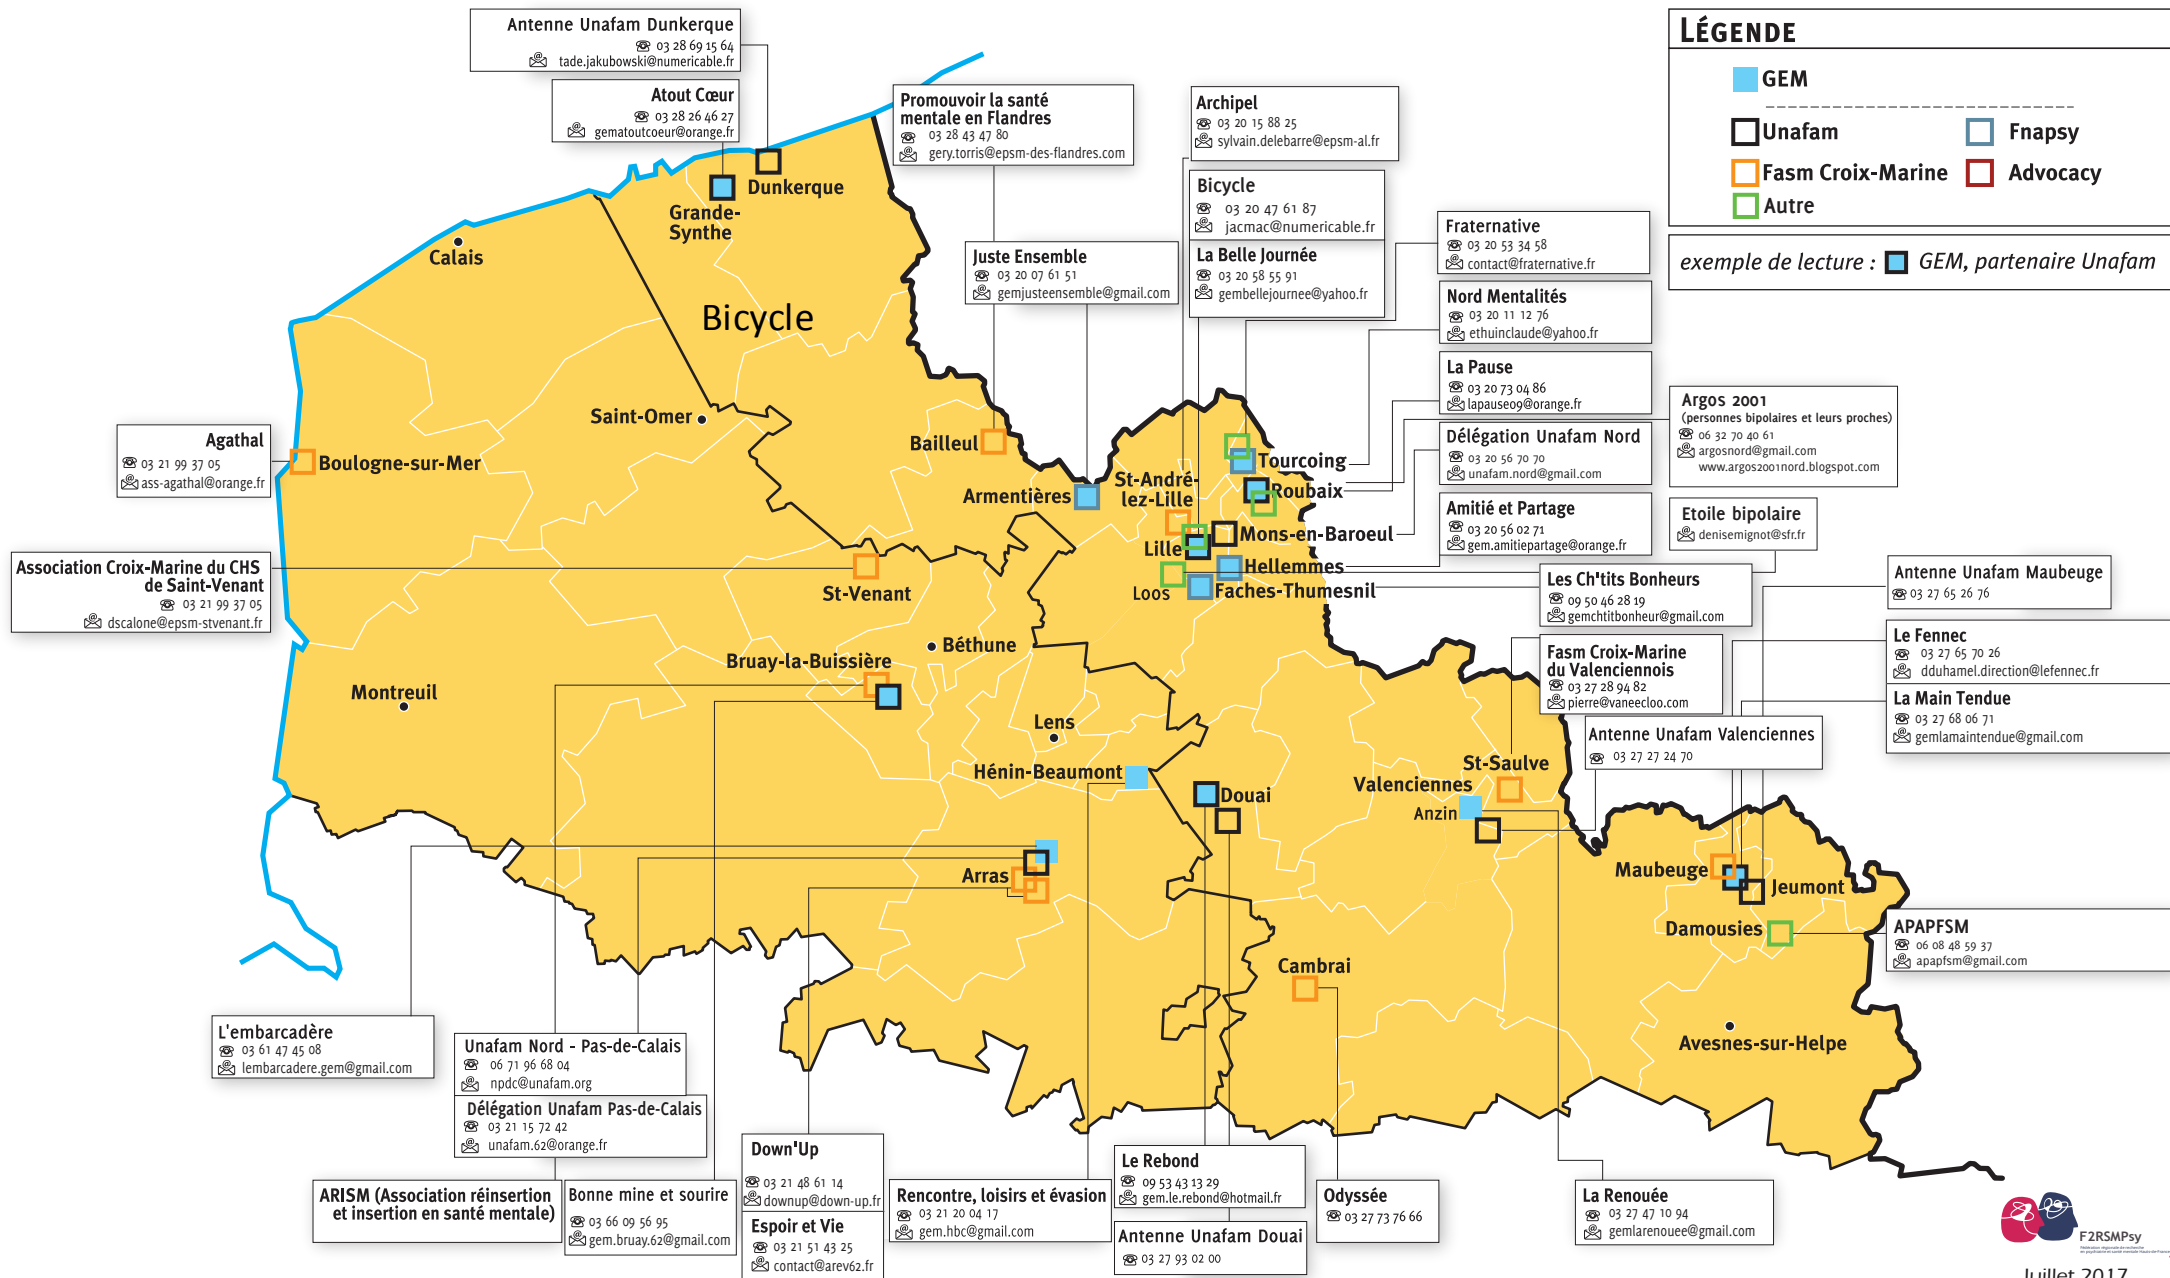 Antenne Unafam Dunkerque
03 28 69 15 64
tade.jakubowski@numericable.fr
Atout Cœur
03 28 26 46 27
gematoutcoeur@orange.fr
Promouvoir la santé
mentale en Flandres
03 28 43 47 80
gery.torris@epsm-des-flandres.com
Archipel
03 20 15 88 25
sylvain.delebarre@epsm-al.fr
Bicycle
03 20 47 61 87
jacmac@numericable.fr
La Belle Journée
03 20 58 55 91
gembellejournee@yahoo.fr
Juste Ensemble
03 20 07 61 51
gemjusteensemble@gmail.com
LÉGENDE
GEM
Unafam
Fnapsy
Fasm Croix-Marine
Advocacy
Autre
exemple de lecture : GEM, partenaire Unafam
Fraternative
03 20 53 34 58
contact@fraternative.fr
Nord Mentalités
03 20 11 12 76
ethuinclaude@yahoo.fr
La Pause
03 20 73 04 86
lapause09@orange.fr
Argos 2001
(personnes bipolaires et leurs proches)
06 32 70 40 61
argosnord@gmail.com
www.argos2001nord.blogspot.com
Délégation Unafam Nord
03 20 56 70 70
unafam.nord@gmail.com
Amitié et Partage
03 20 56 02 71
gem.amitiepartage@orange.fr
Etoile bipolaire
denisemignot@sfr.fr
Les Ch'tits Bonheurs
09 50 46 28 19
gemchtitbonheur@gmail.com
Antenne Unafam Maubeuge
03 27 65 26 76
Fasm Croix-Marine
du Valenciennois
03 27 28 94 82
pierre@vaneecloo.com
Le Fennec
03 27 65 70 26
dduhamel.direction@lefennec.fr
La Main Tendue
03 27 68 06 71
gemlamaintendue@gmail.com
Antenne Unafam Valenciennes
03 27 27 24 70
Agathal
03 21 99 37 05
ass-agathal@orange.fr
Association Croix-Marine du CHS
de Saint-Venant
03 21 99 37 05
dscalone@epsm-stvenant.fr
Dunkerque
Grande-
Synthe
Calais
Bicycle
Saint-Omer
Bailleul
Boulogne-sur-Mer
Armentières
St-André-
lez-Lille
Tourcoing
Roubaix
Mons-en-Baroeul
Lille
Hellemmes
Loos
Faches-Thumesnil
St-Venant
Béthune
Bruay-la-Buissière
Montreuil
Lens
Hénin-Beaumont
Douai
St-Saulve
Valenciennes
Anzin
Arras
Maubeuge
Jeumont
Damousies
Cambrai
Avesnes-sur-Helpe
APAPFSM
06 08 48 59 37
apapfsm@gmail.com
L'embarcadère
03 61 47 45 08
lembarcadere.gem@gmail.com
Unafam Nord - Pas-de-Calais
06 71 96 68 04
npdc@unafam.org
Délégation Unafam Pas-de-Calais
03 21 15 72 42
unafam.62@orange.fr
ARISM (Association réinsertion
et insertion en santé mentale)
Bonne mine et sourire
03 66 09 56 95
gem.bruay.62@gmail.com
Down'Up
03 21 48 61 14
downup@down-up.fr
Espoir et Vie
03 21 51 43 25
contact@arev62.fr
Rencontre, loisirs et évasion
03 21 20 04 17
gem.hbc@gmail.com
Le Rebond
09 53 43 13 29
gem.le.rebond@hotmail.fr
Antenne Unafam Douai
03 27 93 02 00
Odyssée
03 27 73 76 66
La Renouée
03 27 47 10 94
gemlarenouee@gmail.com
F2RSMPsy
Juillet 2017